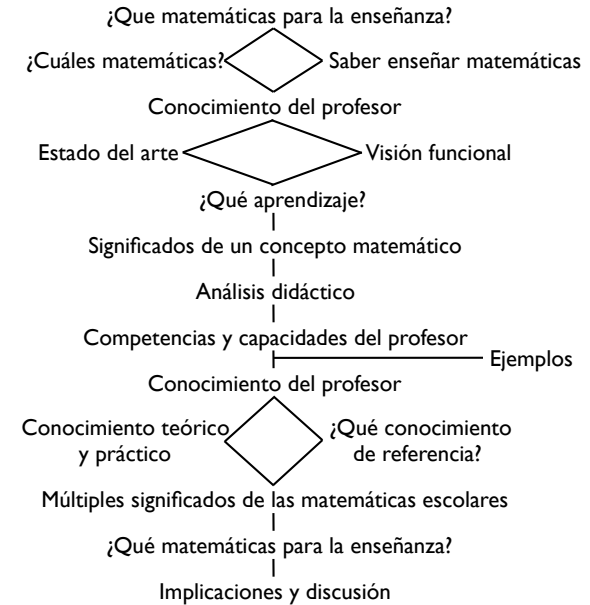 ¿Que matemáticas para la enseñanza?
¿Cuáles matemáticas?
Saber enseñar matemáticas
Conocimiento del profesor
Estado del arte
Visión funcional
¿Qué aprendizaje?
Significados de un concepto matemático
Análisis didáctico
Competencias y capacidades del profesor
Ejemplos
Conocimiento del profesor
Conocimiento teórico
y práctico
¿Qué conocimiento
de referencia?
Múltiples significados de las matemáticas escolares
¿Qué matemáticas para la enseñanza?
Implicaciones y discusión